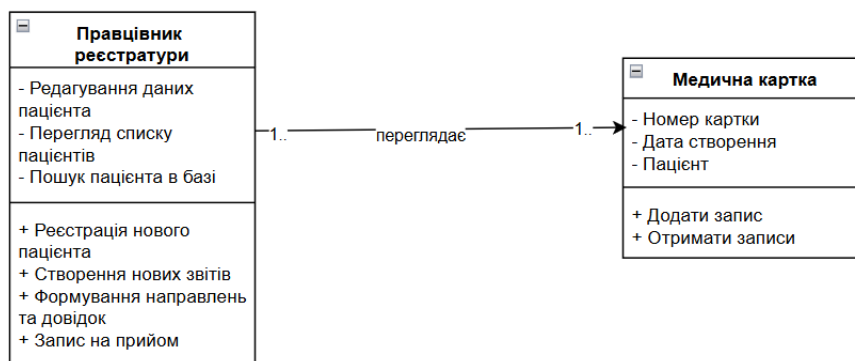 Правцівник
реєстратури
- Редагування даних
пацієнта
- Перегляд списку
пацієнтів
- Пошук пацієнта в базі
+ Реєстрація нового
пацієнта
+ Створення нових звітів
+ Формування направлень
та довідок
+ Запис на прийом
1..
переглядає
1..
Медична картка
- Номер картки
- Дата створення
- Пацієнт
+ Додати запис
+ Отримати записи